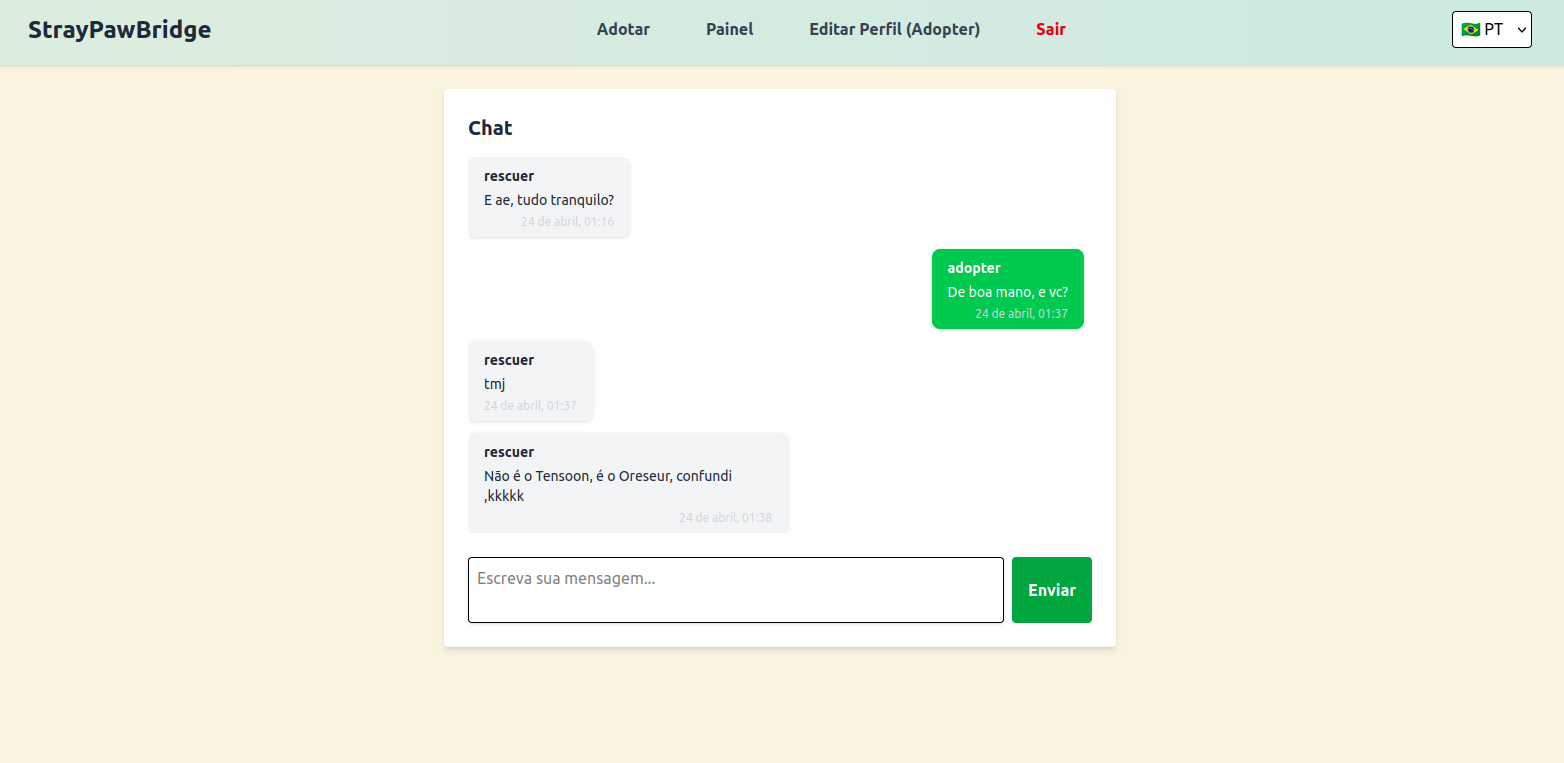 StrayPawBridge
Adotar
Painel
Editar Perfil (Adopter)
Sair
🇧🇷 PT
Chat
rescuer
E ae, tudo tranquilo?
24 de abril, 01:16
adopter
De boa mano, e vc?
24 de abril, 01:37
rescuer
tmj
24 de abril, 01:37
rescuer
Não é o Tensoon, é o Oreseur, confundi
,kkkkk
24 de abril, 01:38
Escreva sua mensagem...
Enviar